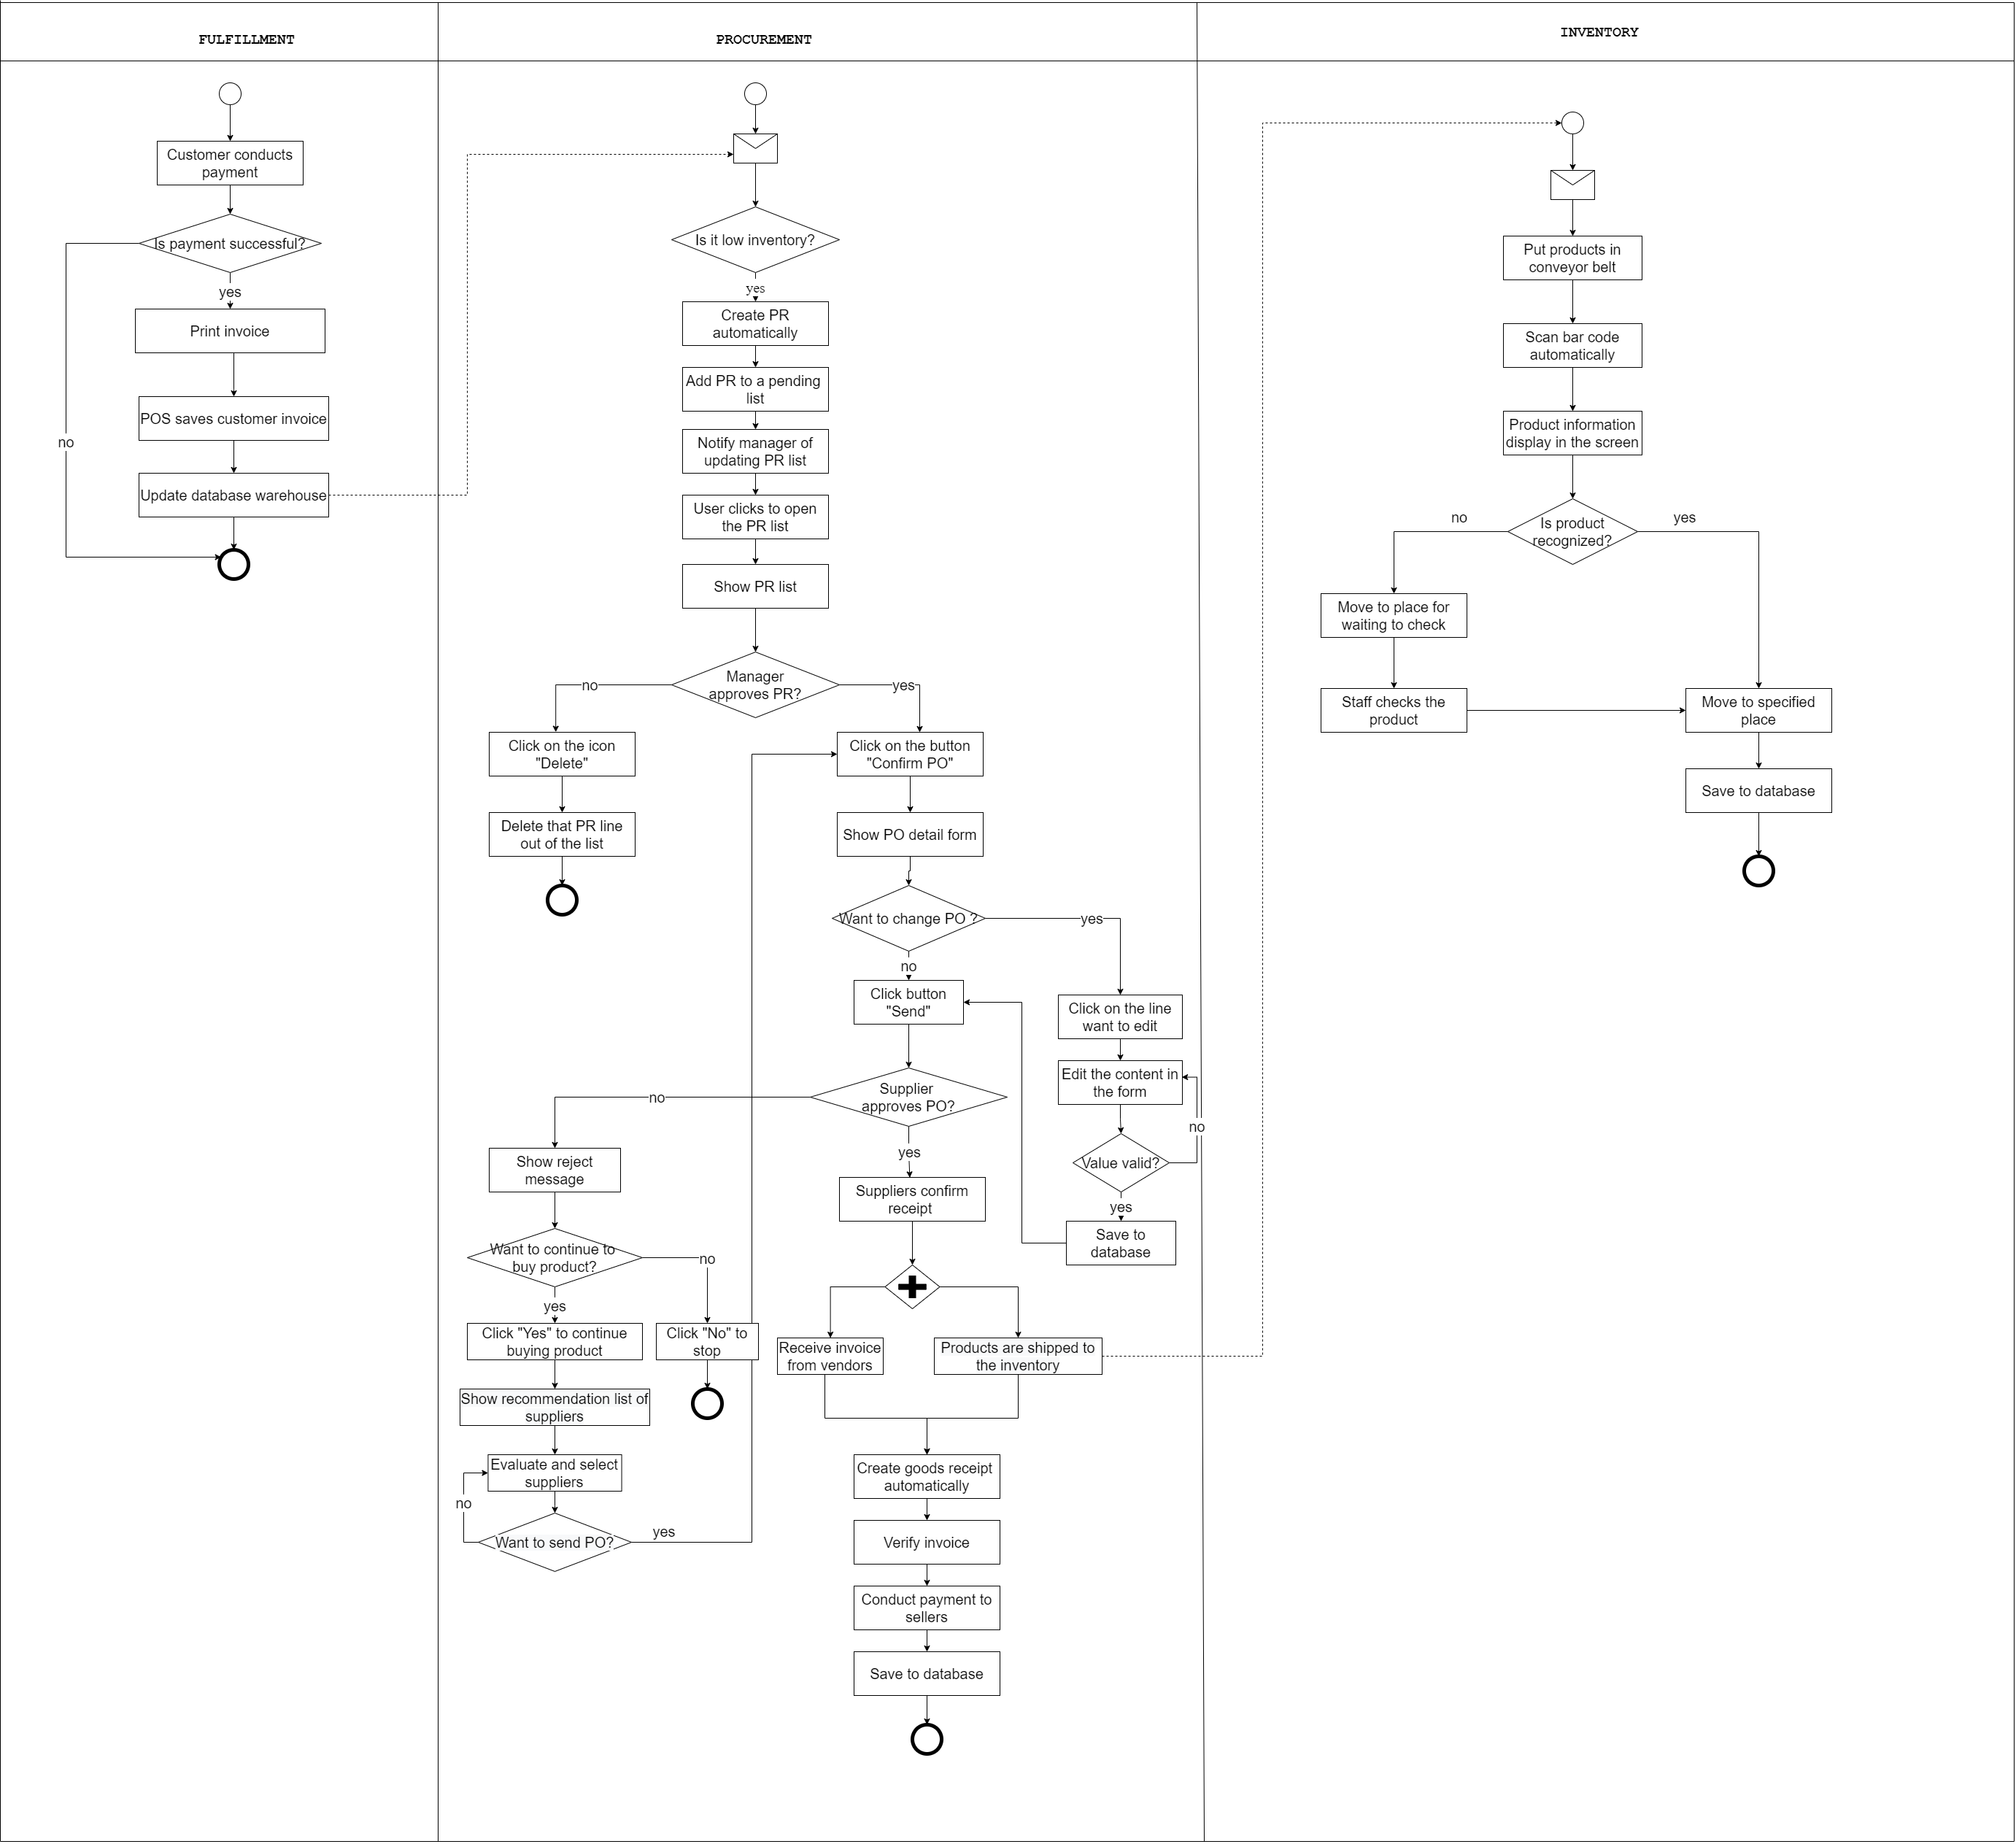 FULFILLMENT
PROCUREMENT
INVENTORY
Customer conducts
payment
Is payment successful?
yes
no
Print invoice
POS saves customer invoice
Update database warehouse
Is it low inventory?
yes
Create PR
automatically
Add PR to a pending
list
Notify manager of
updating PR list
User clicks to open
the PR list
Show PR list
Manager
approves PR?
no
yes
Click on the icon
"Delete"
Delete that PR line
out of the list
Click on the button
"Confirm PO"
Show PO detail form
Want to change PO ?
yes
no
Click button
"Send"
Click on the line
want to edit
Edit the content in
the form
Value valid?
no
yes
Save to
database
Supplier
approves PO?
no
yes
Show reject
message
Want to continue to
buy product?
no
yes
Click "Yes" to continue
buying product
Click "No" to
stop
Show recommendation list of
suppliers
Evaluate and select
suppliers
no
Want to send PO?
yes
Suppliers confirm
receipt
Receive invoice
from vendors
Products are shipped to
the inventory
Create goods receipt
automatically
Verify invoice
Conduct payment to
sellers
Save to database
Put products in
conveyor belt
Scan bar code
automatically
Product information
display in the screen
Is product
recognized?
no
yes
Move to place for
waiting to check
Staff checks the
product
Move to specified
place
Save to database